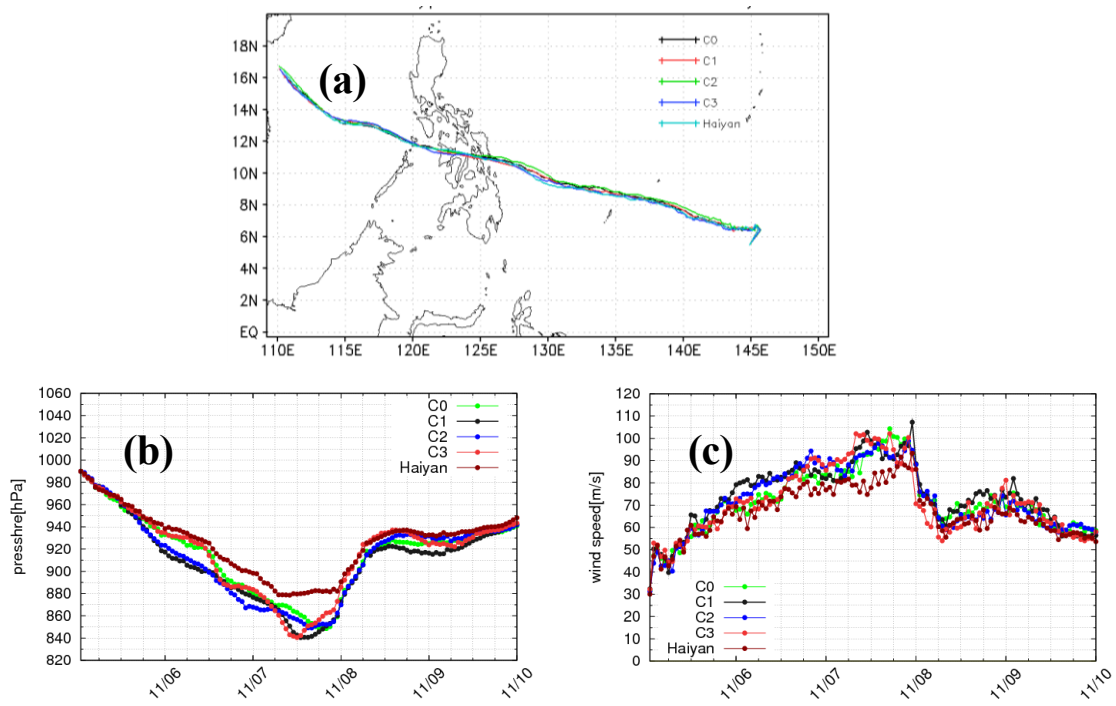 18N
16N
14N
12N
10N
8N
6N
4N
2N
EQ
110E 115E 120E 125E 130E 135E 140E 145E 150E
(a)
C0
C1
C2
C3
Haiyan
1060
1040
1020
1000
980
960
940
920
900
880
860
840
820
presshre[hPa]
(b)
C0
C1
C2
C3
Haiyan
11/06 11/07 11/08 11/09 11/10
120
110
100
90
80
70
60
50
40
30
20
10
0
wind speed[m/s]
(c)
C0
C1
C2
C3
Haiyan
11/06 11/07 11/08 11/09 11/10